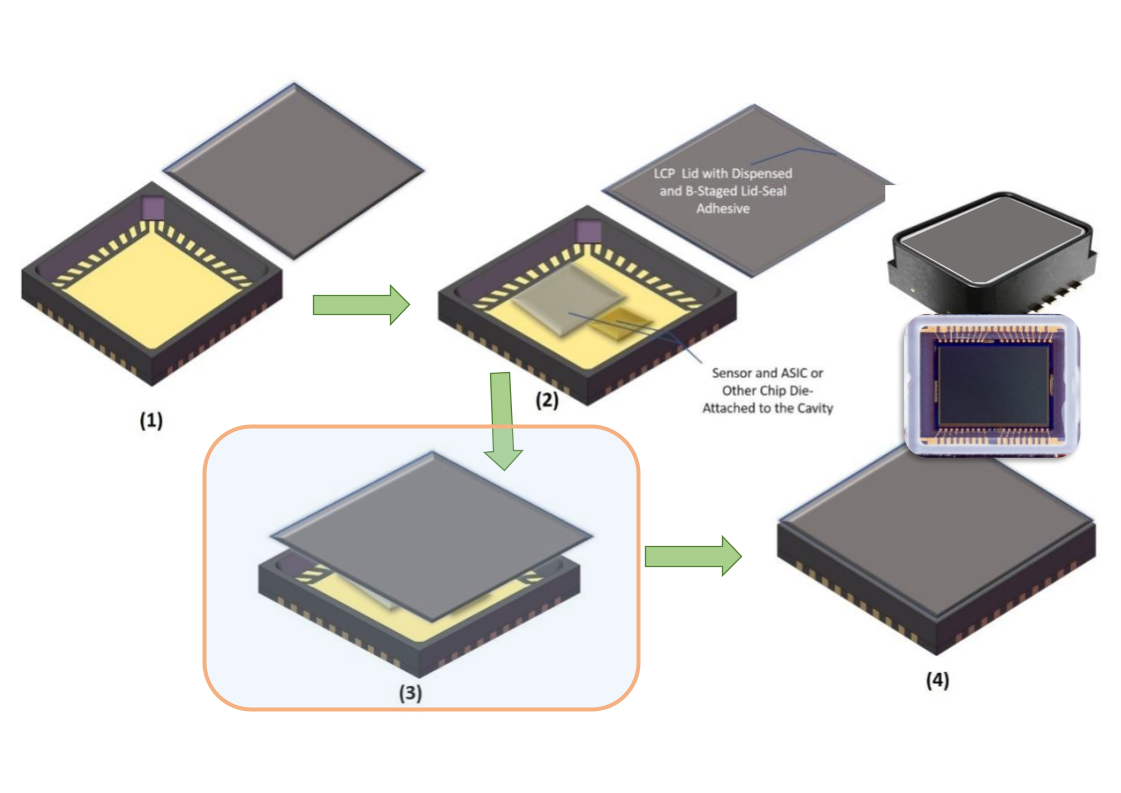 LCP Lid with Dispensed
and B-Staged Lid-Seal
Adhesive
Sensor and ASIC or
Other Chip Die-
Attached to the Cavity
(1)
(2)
(3)
(4)